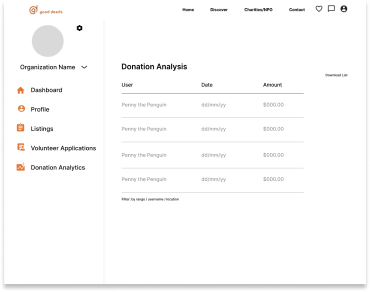 good deeds
Home Discover Charities/NPO Contact
Organization Name
Dashboard
Profile
Listings
Volunteer Applications
Donation Analytics
Donation Analysis
Download List
User Date Amount
Penny the Penguin dd/mm/yy $000.00
Penny the Penguin dd/mm/yy $000.00
Penny the Penguin dd/mm/yy $000.00
Penny the Penguin dd/mm/yy $000.00
Filter by range / username / location